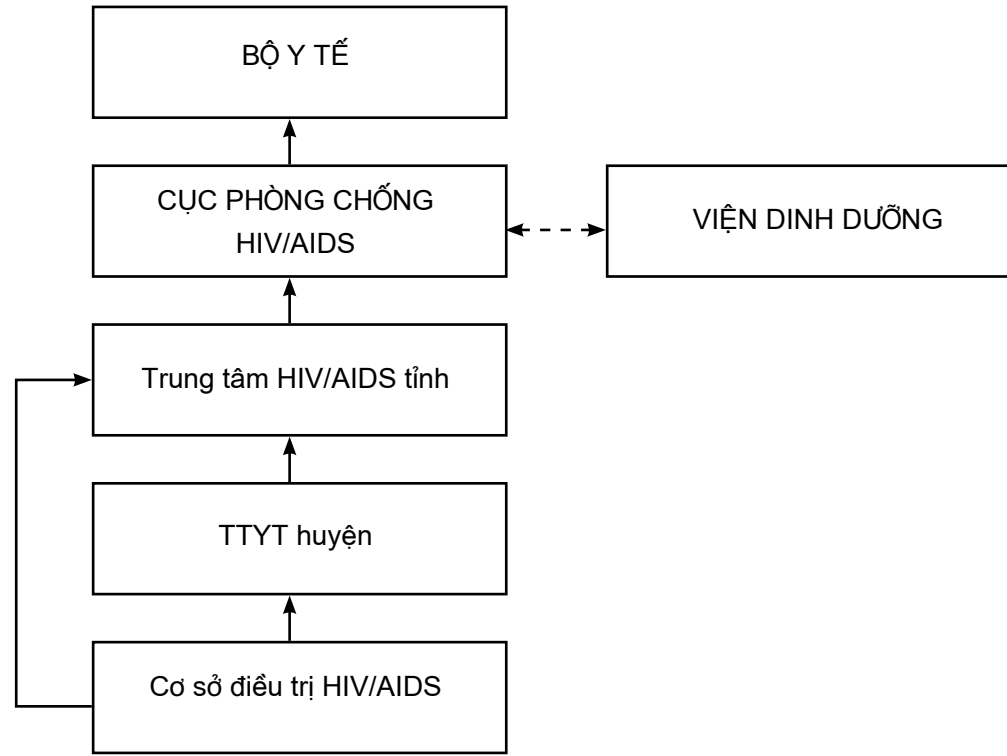 BỘ Y TẾ
CỤC PHÒNG CHỐNG
HIV/AIDS
VIỆN DINH DƯỠNG
Trung tâm HIV/AIDS tỉnh
TTYT huyện
Cơ sở điều trị HIV/AIDS